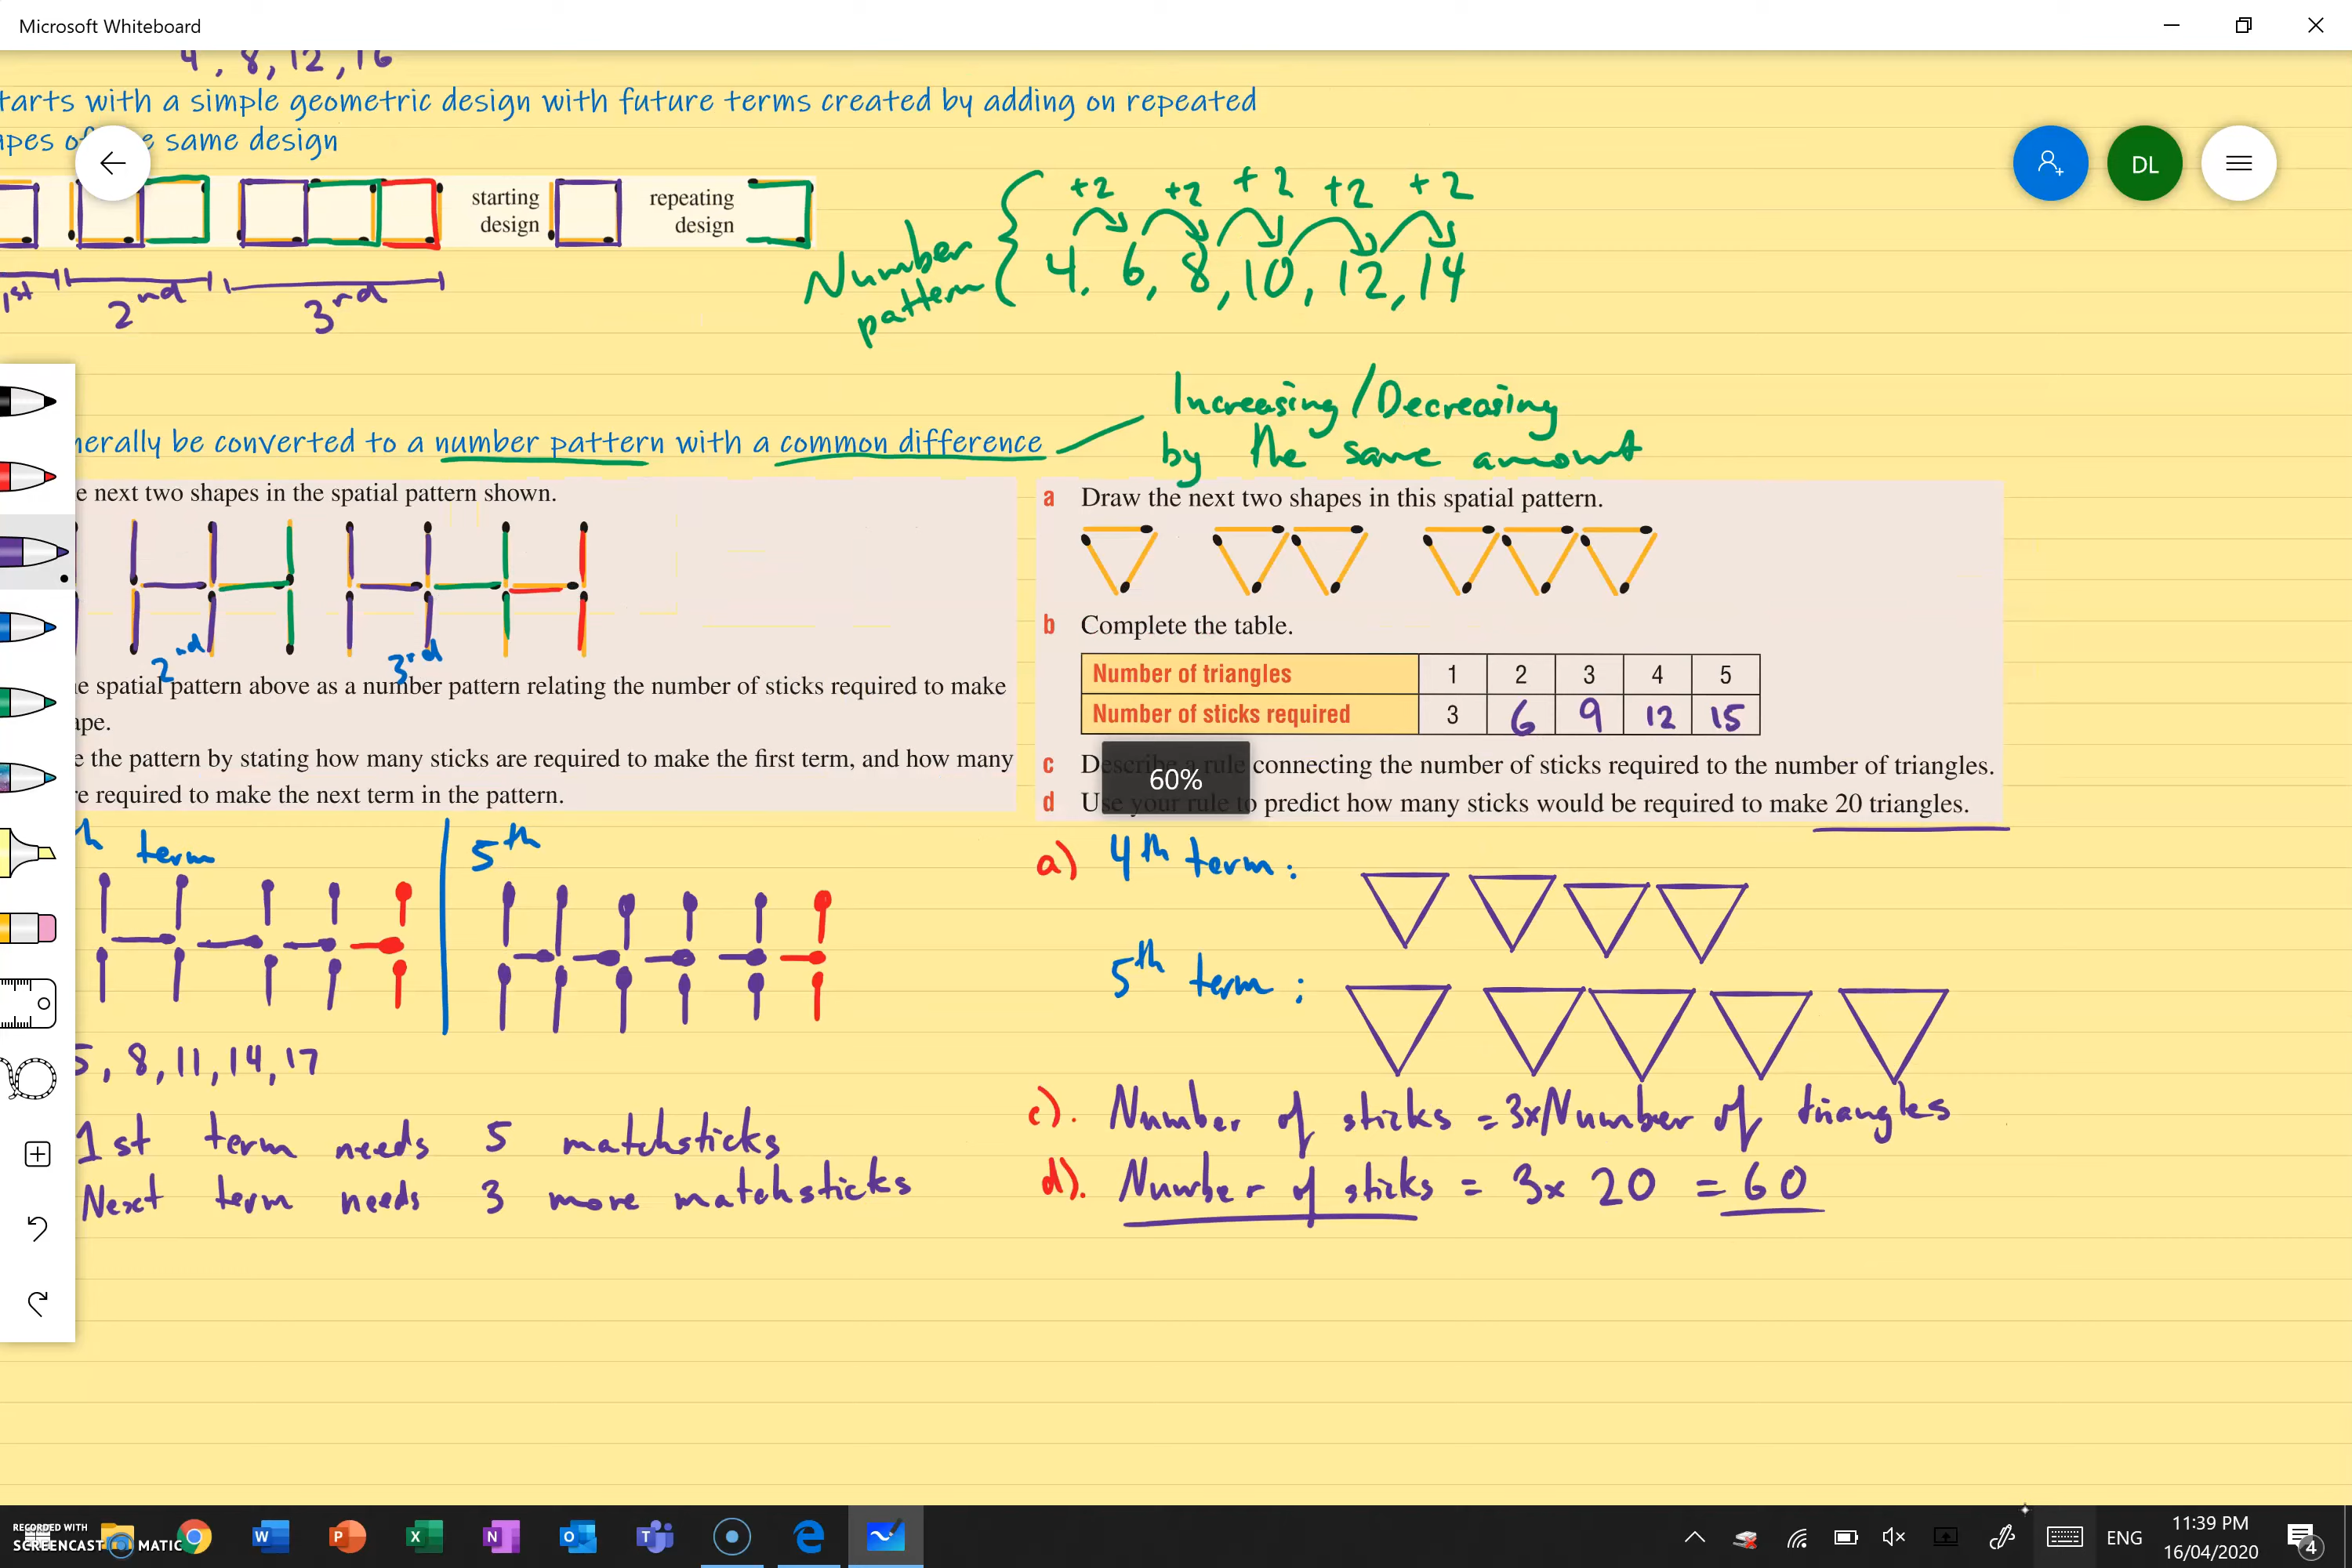 Microsoft Whiteboard
4, 8, 12, 16
tarts with a simple geometric design with future terms created by adding on repeated
apes of e same design
starting
design
repeating
design
1st
2nd
3rd
Number
pattern
+2 +2 +2 +2 +2
4, 6, 8, 10, 12, 14
DL
Increasing/Decreasing
by the same amount
nerally be converted to a number pattern with a common difference
e next two shapes in the spatial pattern shown.
2nd
3rd
e spatial pattern above as a number pattern relating the number of sticks required to make
ape.
e the pattern by stating how many sticks are required to make the first term, and how many
re required to make the next term in the pattern.
h term
5th
5, 8, 11, 14, 17
1st term needs 5 matchsticks
Next term needs 3 more matchsticks
a Draw the next two shapes in this spatial pattern.
b Complete the table.
Number of triangles 1 2 3 4 5
Number of sticks required 3 6 9 12 15
c Describe a rule connecting the number of sticks required to the number of triangles.
d Use your rule to predict how many sticks would be required to make 20 triangles.
60%
a) 4th term:
5th term:
c). Number of sticks = 3xNumber of triangles
d). Number of sticks = 3x 20 = 60
RECORDED WITH
SCREENCAST MATIC
ENG
11:39 PM
16/04/2020
4